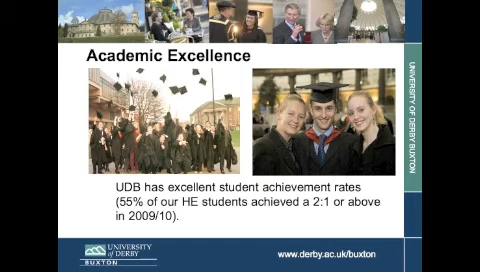 Academic Excellence
UNIVERSITY OF DERBY BUXTON
UDB has excellent student achievement rates
(55% of our HE students achieved a 2:1 or above
in 2009/10).
UNIVERSITY
of DERBY
BUXTON
www.derby.ac.uk/buxton